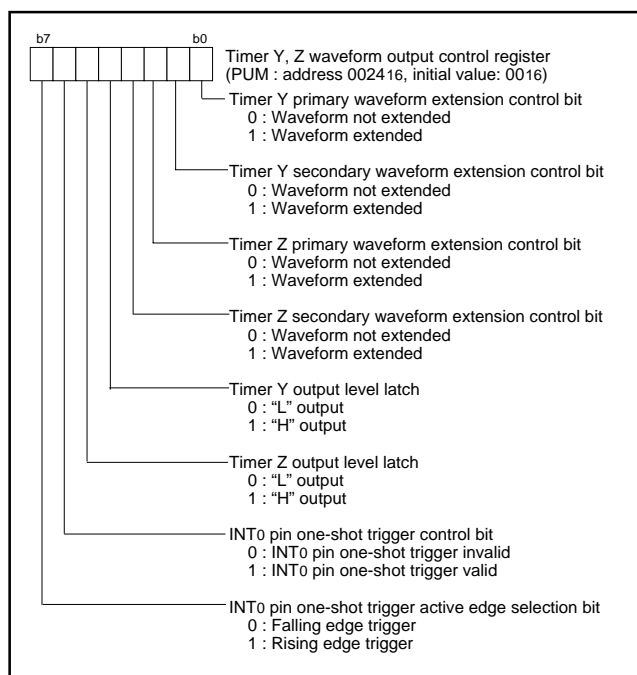 b7 b0
Timer Y, Z waveform output control register
(PUM : address 002416, initial value: 0016)
Timer Y primary waveform extension control bit
0 : Waveform not extended
1 : Waveform extended
Timer Y secondary waveform extension control bit
0 : Waveform not extended
1 : Waveform extended
Timer Z primary waveform extension control bit
0 : Waveform not extended
1 : Waveform extended
Timer Z secondary waveform extension control bit
0 : Waveform not extended
1 : Waveform extended
Timer Y output level latch
0 : “L” output
1 : “H” output
Timer Z output level latch
0 : “L” output
1 : “H” output
INT0 pin one-shot trigger control bit
0 : INT0 pin one-shot trigger invalid
1 : INT0 pin one-shot trigger valid
INT0 pin one-shot trigger active edge selection bit
0 : Falling edge trigger
1 : Rising edge trigger